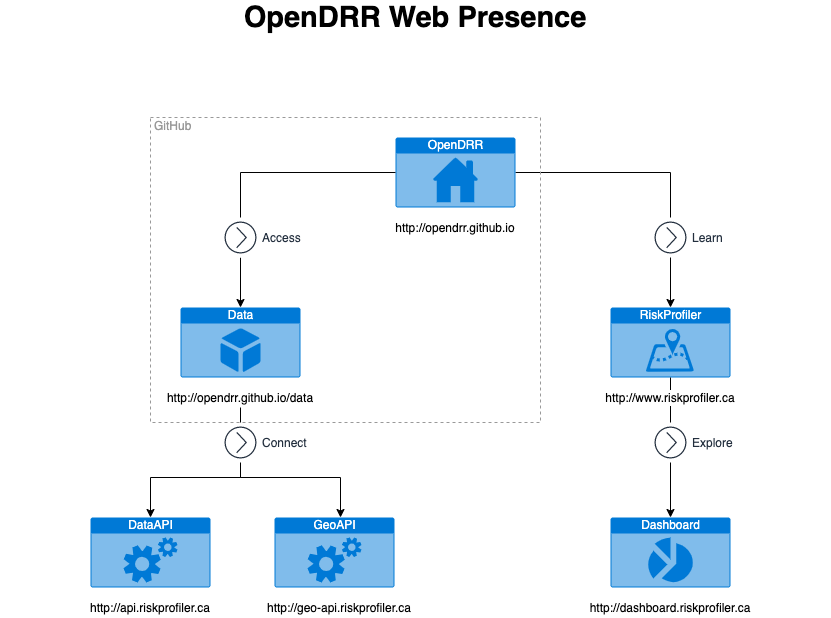 OpenDRR Web Presence
GitHub
OpenDRR
http://opendrr.github.io
Access
Learn
Data
RiskProfiler
http://opendrr.github.io/data
http://www.riskprofiler.ca
Connect
Explore
DataAPI
GeoAPI
Dashboard
http://api.riskprofiler.ca
http://geo-api.riskprofiler.ca
http://dashboard.riskprofiler.ca